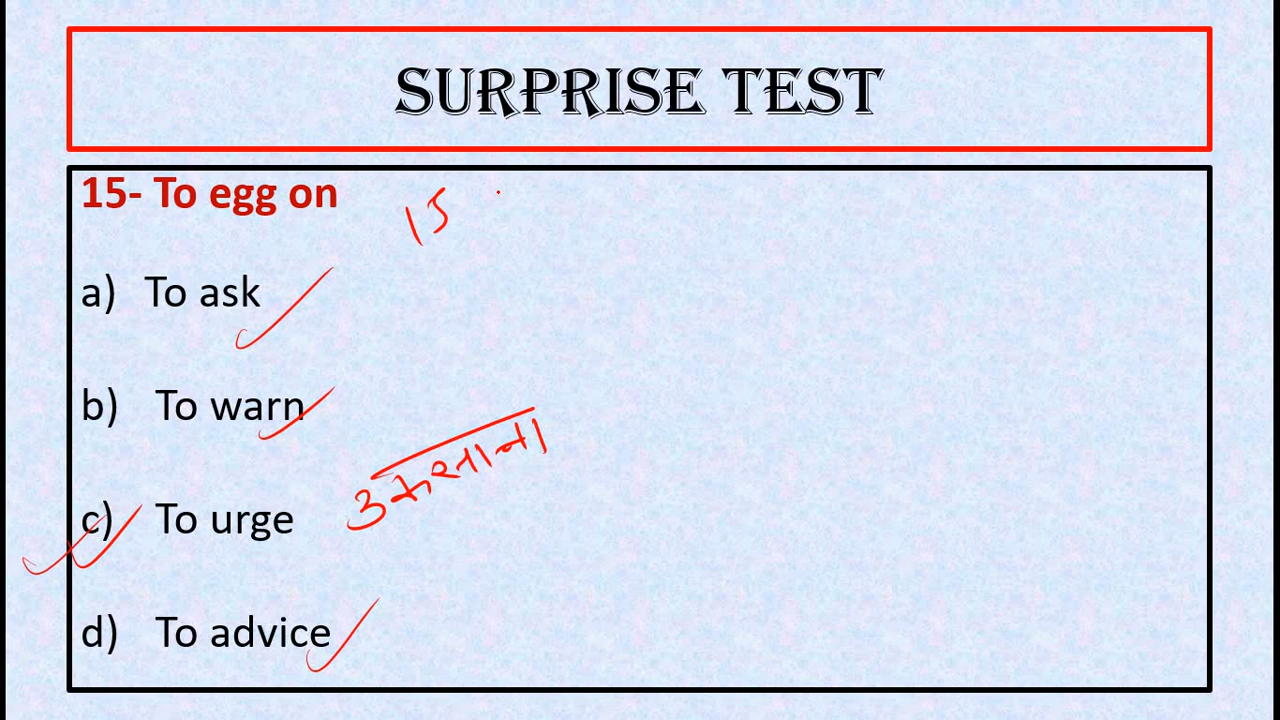 SURPRISE TEST
15- To egg on
15
a) To ask
b) To warn
उकसाना
c) To urge
d) To advice